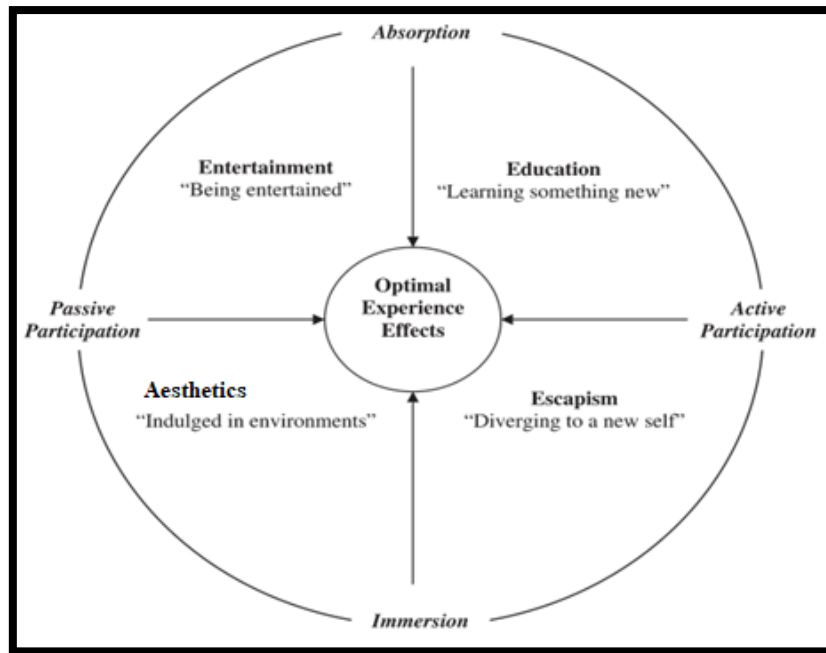 Absorption
Entertainment
“Being entertained”
Education
“Learning something new”
Optimal
Experience
Effects
Passive
Participation
Active
Participation
Aesthetics
“Indulged in environments”
Escapism
“Diverging to a new self”
Immersion